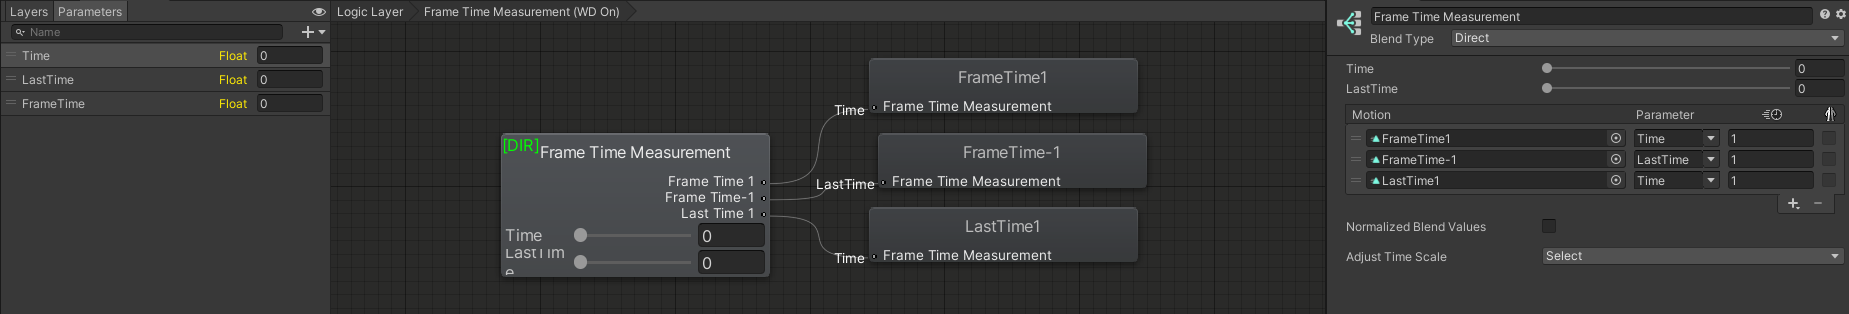 Layers Parameters
Name
Time Float 0
LastTime Float 0
FrameTime Float 0
Logic Layer Frame Time Measurement (WD On)
[DIR] Frame Time Measurement
Frame Time 1
Frame Time-1
Last Time 1
Time 0
LastTim
e 0
FrameTime1
Time Frame Time Measurement
FrameTime-1
LastTime Frame Time Measurement
LastTime1
Time Frame Time Measurement
Frame Time Measurement
Blend Type Direct
Time 0
LastTime 0
Motion Parameter
FrameTime1 Time 1
FrameTime-1 LastTime 1
LastTime1 Time 1
Normalized Blend Values
Adjust Time Scale Select